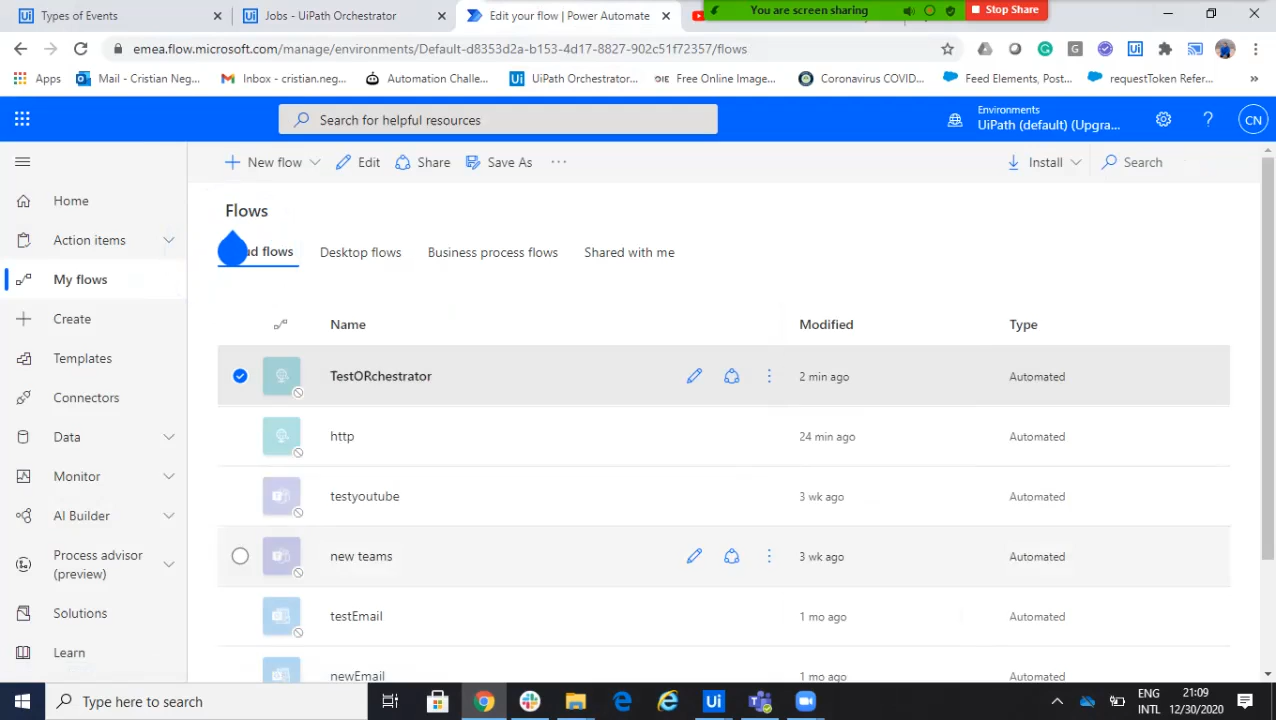 Types of Events
Jobs - UiPath Orchestrator
Edit your flow | Power Automate
You are screen sharing
Stop Share
emea.flow.microsoft.com/manage/environments/Default-d8353d2a-b153-4d17-8827-902c51f72357/flows
Apps
Mail - Cristian Neg...
Inbox - cristian.neg...
Automation Challe...
UiPath Orchestrator...
Free Online Image...
Coronavirus COVID...
Feed Elements, Post...
requestToken Refer...
»
Search for helpful resources
Environments
UiPath (default) (Upgra...
CN
New flow
Edit
Share
Save As
...
Install
Search
Home
Action items
My flows
Create
Templates
Connectors
Data
Monitor
AI Builder
Process advisor
(preview)
Solutions
Learn
Flows
d flows
Desktop flows
Business process flows
Shared with me
Name
Modified
Type
TestORchestrator
2 min ago
Automated
http
24 min ago
Automated
testyoutube
3 wk ago
Automated
new teams
3 wk ago
Automated
testEmail
1 mo ago
Automated
newEmail
1 mo ago
Automated
Type here to search
ENG
INTL
21:09
12/30/2020